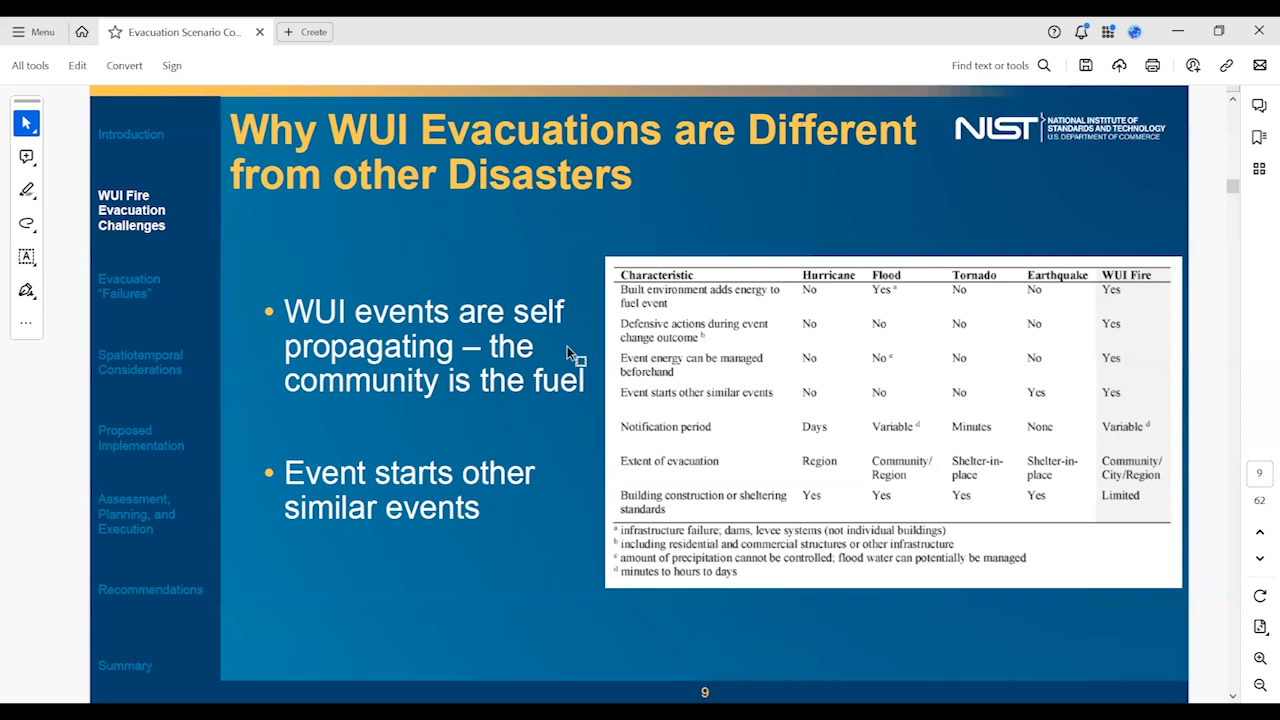 Menu
Evacuation Scenario Co...
Create
All tools Edit Convert Sign
Find text or tools
Introduction
WUI Fire
Evacuation
Challenges
Evacuation
"Failures"
Spatiotemporal
Considerations
Proposed
Implementation
Assessment,
Planning, and
Execution
Recommendations
Summary
Why WUI Evacuations are Different
from other Disasters
NIST NATIONAL INSTITUTE OF
STANDARDS AND TECHNOLOGY
U.S. DEPARTMENT OF COMMERCE
• WUI events are self
propagating – the
community is the fuel
• Event starts other
similar events
Characteristic Hurricane Flood Tornado Earthquake WUI Fire
Built environment adds energy to No Yes a No No Yes
fuel event
Defensive actions during event No No No No Yes
change outcome b
Event energy can be managed No No c No No Yes
beforehand
Event starts other similar events No No No Yes Yes
Notification period Days Variable d Minutes None Variable d
Extent of evacuation Region Community/ Shelter-in- Shelter-in- Community/
Region place place City/Region
Building construction or sheltering Yes Yes Yes Yes Limited
standards
a infrastructure failure; dams, levee systems (not individual buildings)
b including residential and commercial structures or other infrastructure
c amount of precipitation cannot be controlled; flood water can potentially be managed
d minutes to hours to days
9
9
62